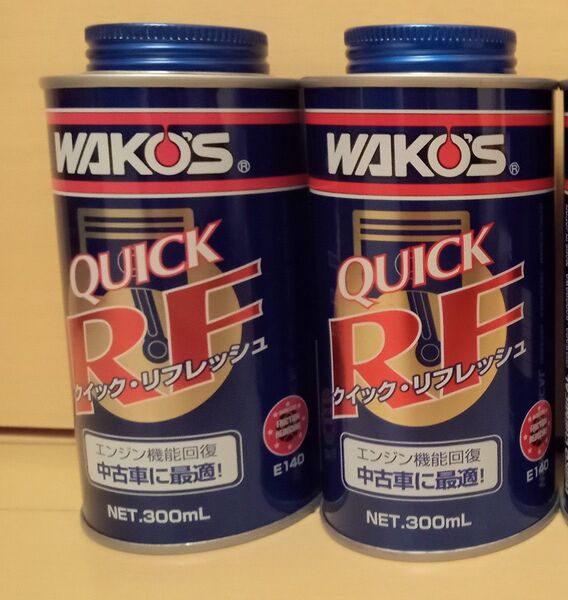 WAKO'S®
QUICK
RF
クイック・リフレッシュ
FRICTION
エンジン機能回復
中古車に最適!
E140
NET.300mL
WAKO'S®
QUICK
RF
クイック・リフレッシュ
FRICTION
エンジン機能回復
中古車に最適!
E140
NET.300mL